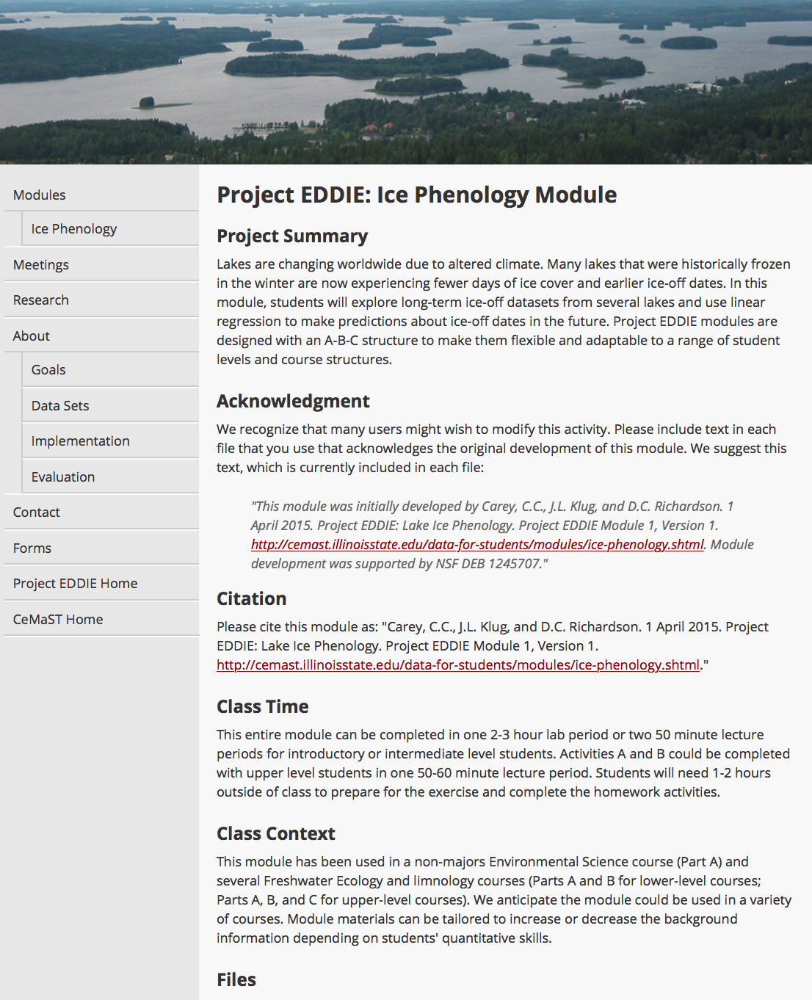 Modules
Ice Phenology
Meetings
Research
About
Goals
Data Sets
Implementation
Evaluation
Contact
Forms
Project EDDIE Home
CeMaST Home
Project EDDIE: Ice Phenology Module
Project Summary
Lakes are changing worldwide due to altered climate. Many lakes that were historically frozen
in the winter are now experiencing fewer days of ice cover and earlier ice-off dates. In this
module, students will explore long-term ice-off datasets from several lakes and use linear
regression to make predictions about ice-off dates in the future. Project EDDIE modules are
designed with an A-B-C structure to make them flexible and adaptable to a range of student
levels and course structures.
Acknowledgment
We recognize that many users might wish to modify this activity. Please include text in each
file that you use that acknowledges the original development of this module. We suggest this
text, which is currently included in each file:
"This module was initially developed by Carey, C.C., J.L. Klug, and D.C. Richardson. 1
April 2015. Project EDDIE: Lake Ice Phenology. Project EDDIE Module 1, Version 1.
http://cemast.illinoisstate.edu/data-for-students/modules/ice-phenology.shtml. Module
development was supported by NSF DEB 1245707."
Citation
Please cite this module as: "Carey, C.C., J.L. Klug, and D.C. Richardson. 1 April 2015. Project
EDDIE: Lake Ice Phenology. Project EDDIE Module 1, Version 1.
http://cemast.illinoisstate.edu/data-for-students/modules/ice-phenology.shtml."
Class Time
This entire module can be completed in one 2-3 hour lab period or two 50 minute lecture
periods for introductory or intermediate level students. Activities A and B could be completed
with upper level students in one 50-60 minute lecture period. Students will need 1-2 hours
outside of class to prepare for the exercise and complete the homework activities.
Class Context
This module has been used in a non-majors Environmental Science course (Part A) and
several Freshwater Ecology and limnology courses (Parts A and B for lower-level courses;
Parts A, B, and C for upper-level courses). We anticipate the module could be used in a variety
of courses. Module materials can be tailored to increase or decrease the background
information depending on students' quantitative skills.
Files